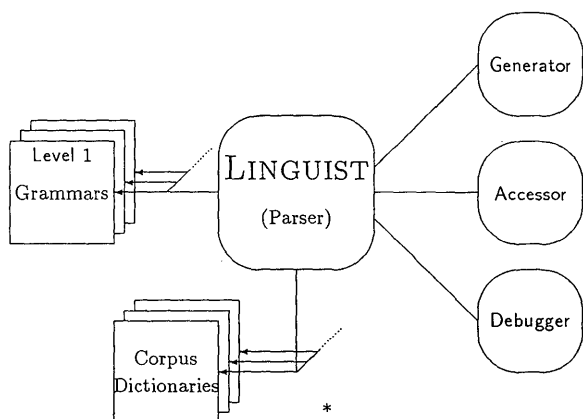 Generator
Level 1
Grammars
LINGUIST
(Parser)
Accessor
Debugger
Corpus
Dictionaries
*